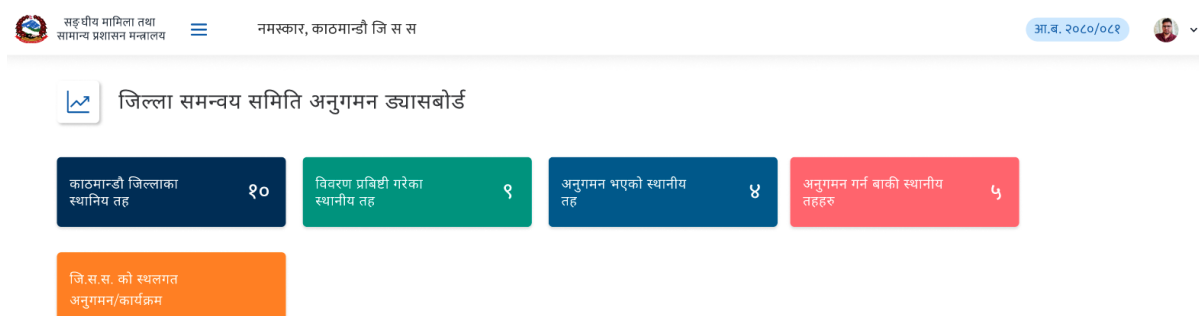 सङ्घीय मामिला तथा
सामान्य प्रशासन मन्त्रालय
नमस्कार, काठमान्डौ जि स स
आ.ब. २०८०/०८१
जिल्ला समन्वय समिति अनुगमन ड्यासबोर्ड
काठमान्डौ जिल्लाका
स्थानिय तह
१०
विवरण प्रबिष्टी गरेका
स्थानीय तह
९
अनुगमन भएको स्थानीय
तह
४
अनुगमन गर्न बाकी स्थानीय
तहहरु
५
जि.स.स. को स्थलगत
अनुगमन/कार्यक्रम